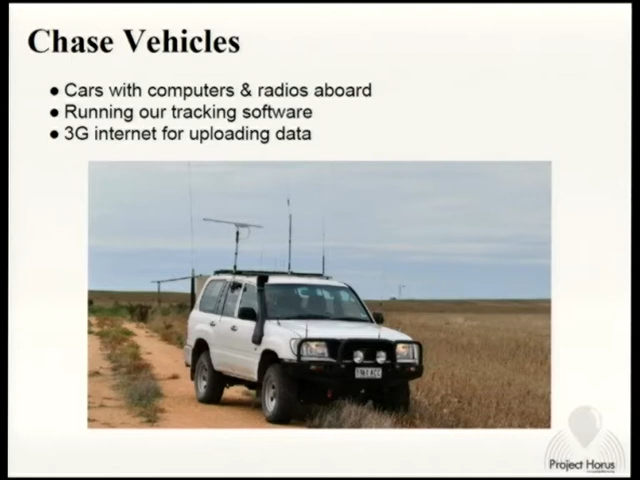 Chase Vehicles
● Cars with computers & radios aboard
● Running our tracking software
● 3G internet for uploading data
Project Horus